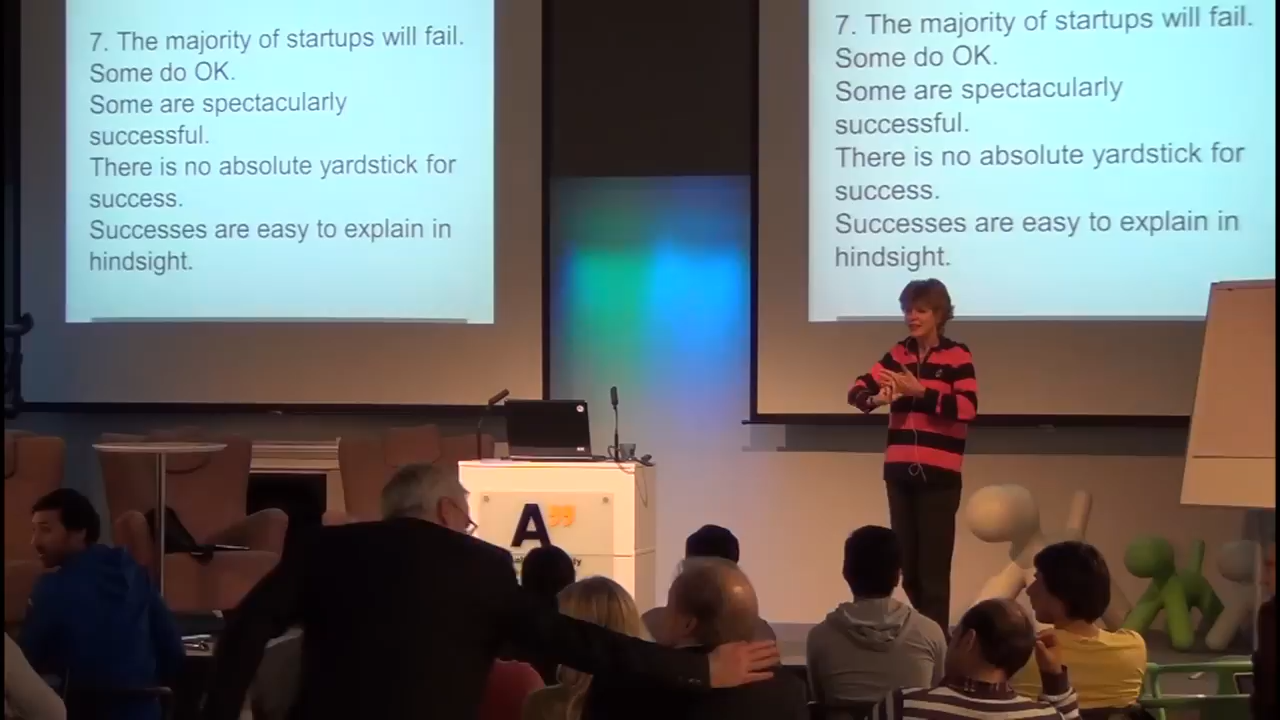 7. The majority of startups will fail.
Some do OK.
Some are spectacularly
successful.
There is no absolute yardstick for
success.
Successes are easy to explain in
hindsight.
7. The majority of startups will fail.
Some do OK.
Some are spectacularly
successful.
There is no absolute yardstick for
success.
Successes are easy to explain in
hindsight.
A”